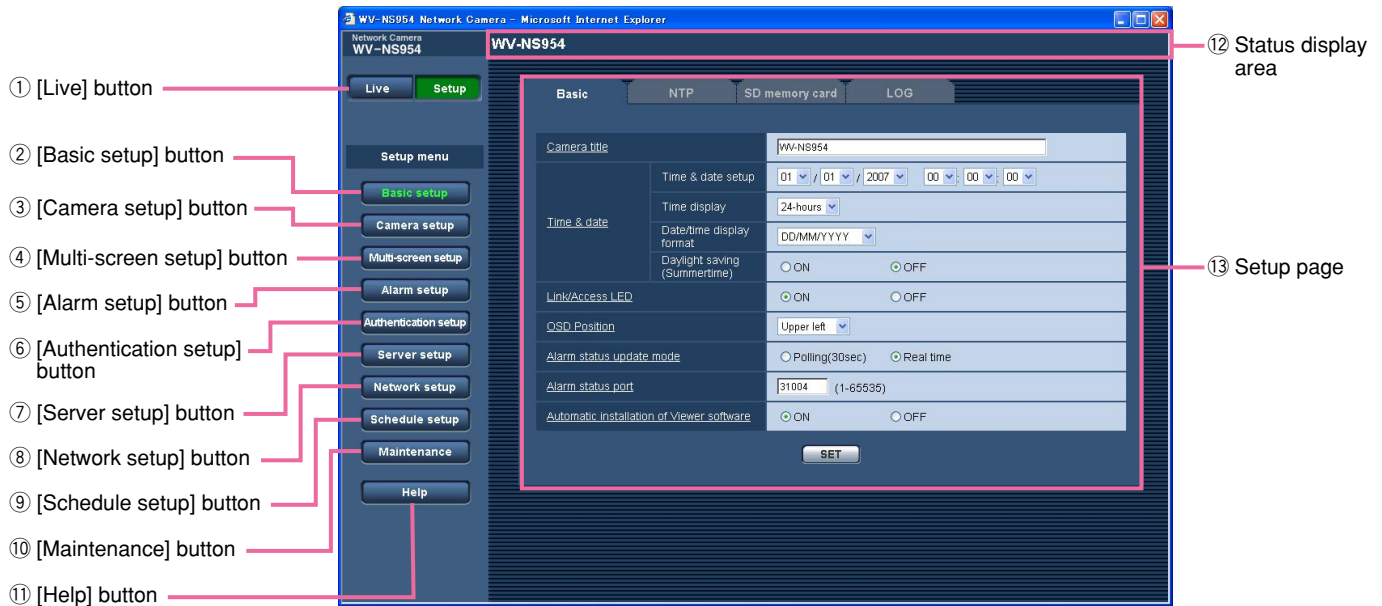 WV-NS954 Network Camera - Microsoft Internet Explorer
Network Camera
WV-NS954
WV-NS954
⑫ Status display
area
① [Live] button
Live
Setup
Basic
NTP
SD memory card
LOG
② [Basic setup] button
③ [Camera setup] button
④ [Multi-screen setup] button
⑤ [Alarm setup] button
⑥ [Authentication setup]
button
⑦ [Server setup] button
⑧ [Network setup] button
⑨ [Schedule setup] button
⑩ [Maintenance] button
⑪ [Help] button
Setup menu
Basic setup
Camera setup
Multi-screen setup
Alarm setup
Authentication setup
Server setup
Network setup
Schedule setup
Maintenance
Help
Camera title
WV-NS954
Time & date
Time & date setup
01 / 01 / 2007 00 : 00 : 00
Time display
24-hours
Date/time display
format
DD/MM/YYYY
Daylight saving
(Summertime)
ON OFF
Link/Access LED
ON OFF
OSD Position
Upper left
Alarm status update mode
Polling(30sec) Real time
Alarm status port
31004 (1-65535)
Automatic installation of Viewer software
ON OFF
SET
⑬ Setup page